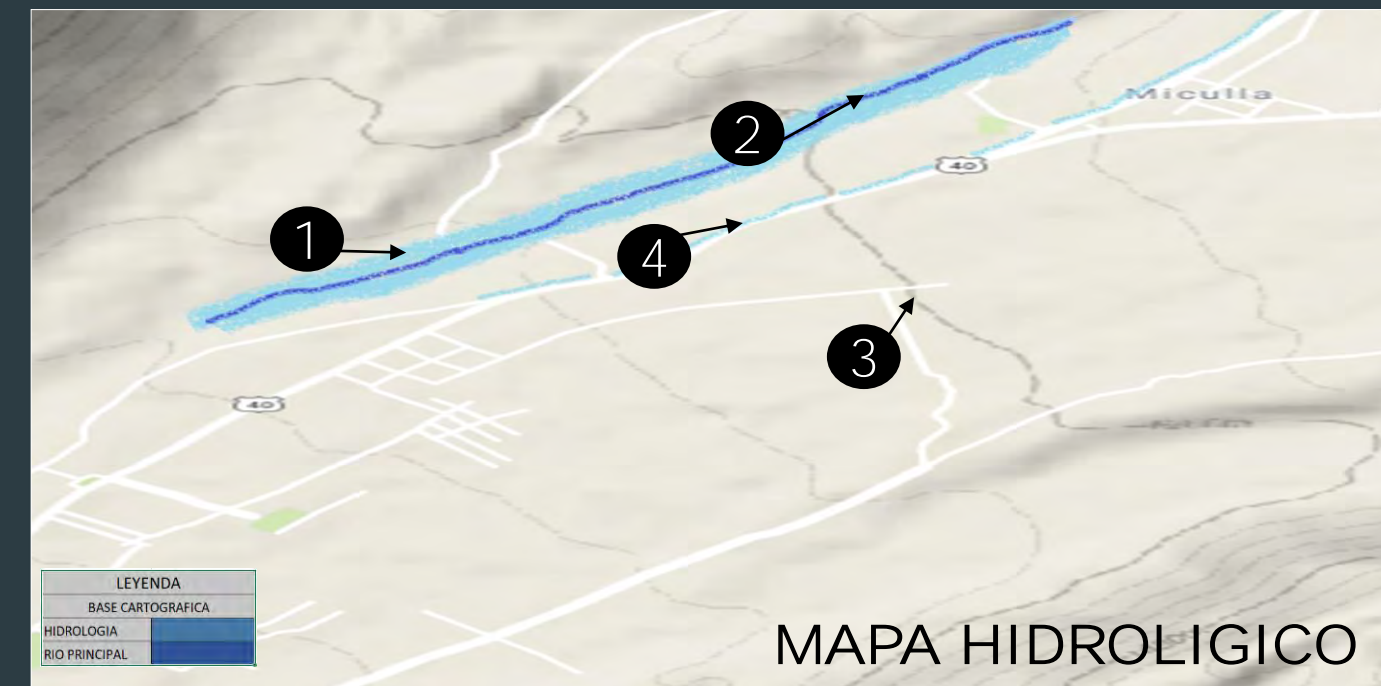 Miculla
2
40
1
4
3
40
LEYENDA
BASE CARTOGRAFICA
HIDROLOGIA
RIO PRINCIPAL
MAPA HIDROLIGICO